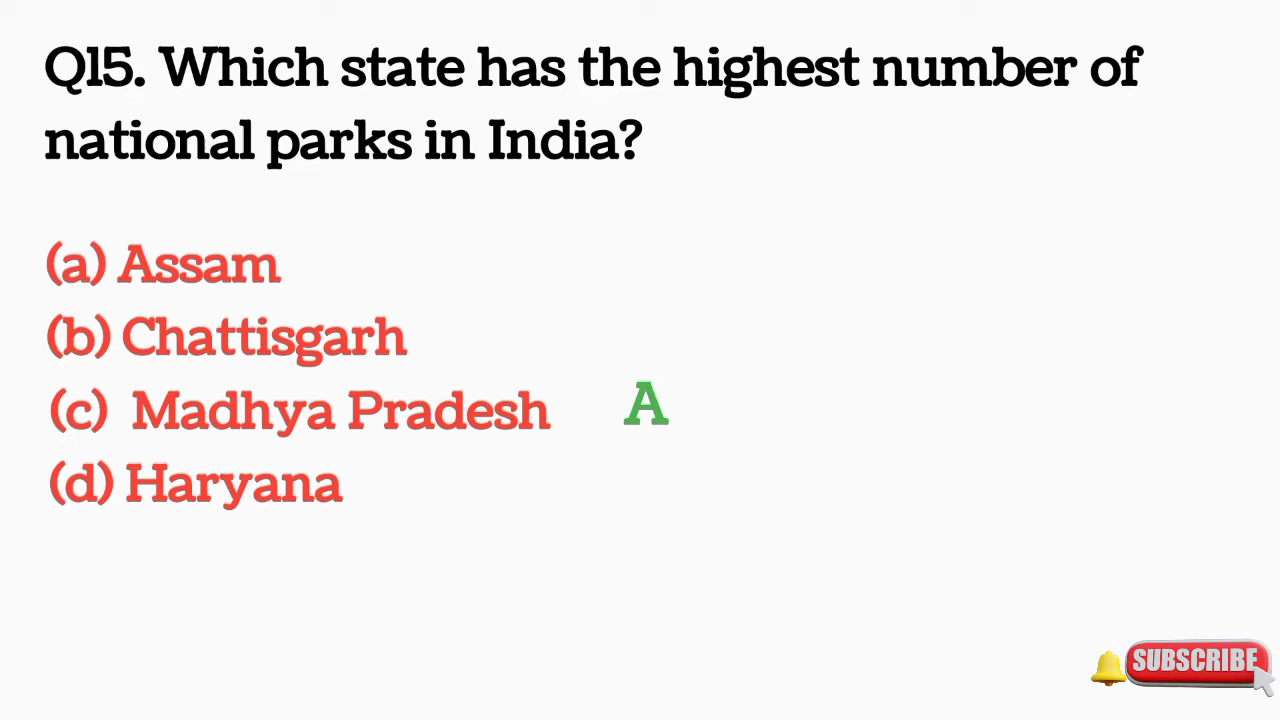 Q15. Which state has the highest number of
national parks in India?
(a) Assam
(b) Chattisgarh
(c) Madhya Pradesh
A
(d) Haryana
SUBSCRIBE